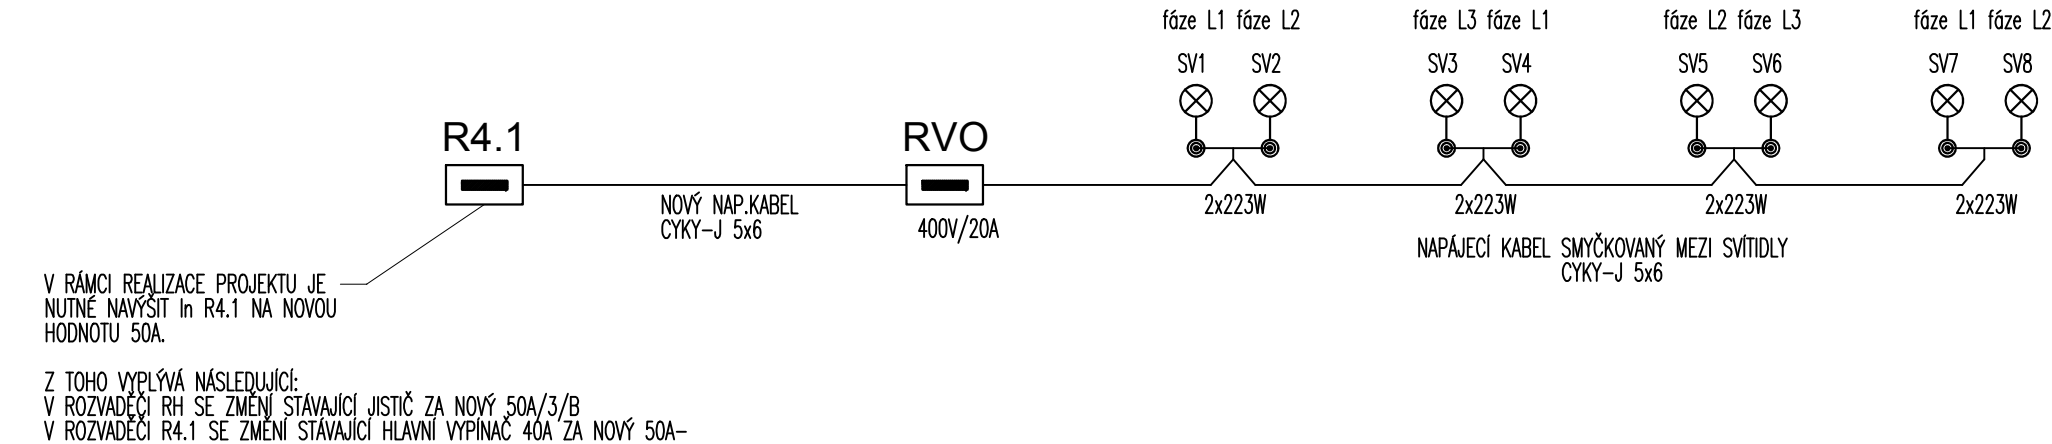 fáze L1 fáze L2 fáze L3 fáze L1 fáze L2 fáze L3 fáze L1 fáze L2
SV1 SV2 SV3 SV4 SV5 SV6 SV7 SV8
R4.1 RVO
NOVÝ NAP.KABEL
CYKY-J 5x6
400V/20A
2x223W 2x223W 2x223W 2x223W
NAPÁJECÍ KABEL SMYČKOVANÝ MEZI SVÍTIDLY
CYKY-J 5x6
V RÁMCI REALIZACE PROJEKTU JE
NUTNÉ NAVÝŠIT In R4.1 NA NOVOU
HODNOTU 50A.
Z TOHO VYPLÝVÁ NÁSLEDUJÍCÍ:
V ROZVADĚČI RH SE ZMĚNÍ STÁVAJÍCÍ JISTIČ ZA NOVÝ 50A/3/B
V ROZVADĚČI R4.1 SE ZMĚNÍ STÁVAJÍCÍ HLAVNÍ VYPÍNAČ 40A ZA NOVÝ 50A-